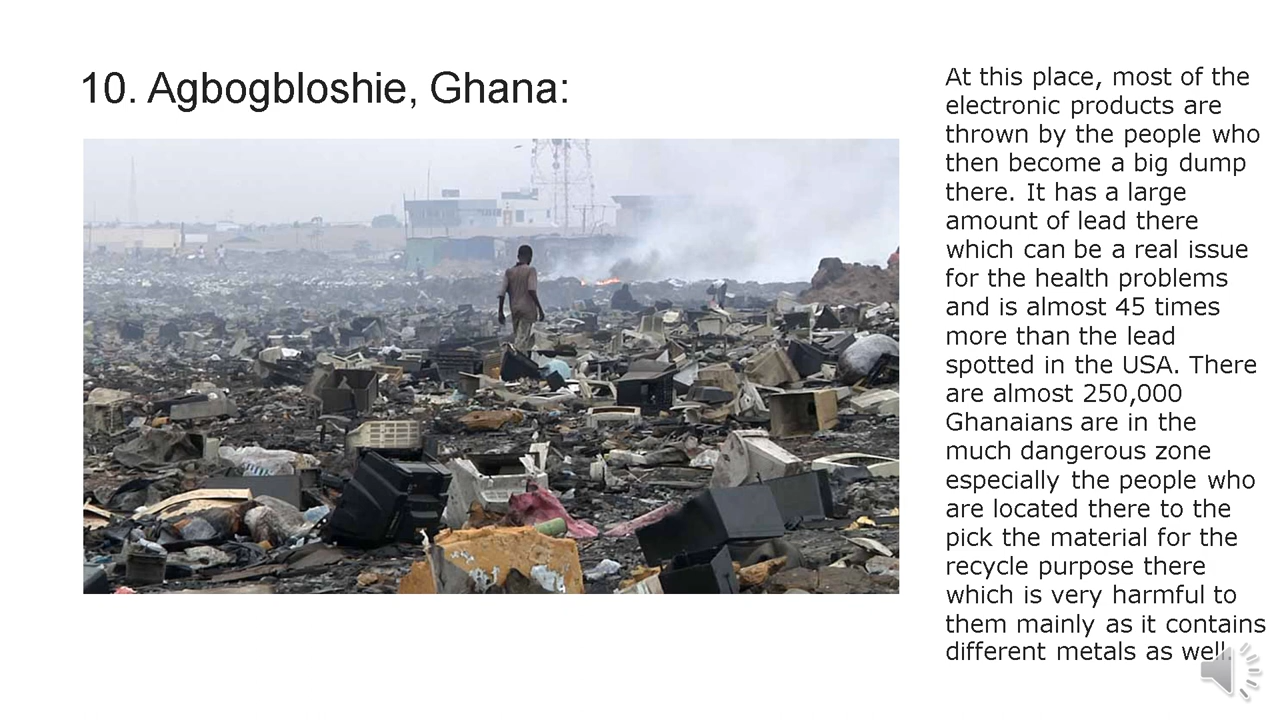 10. Agbogbloshie, Ghana:
At this place, most of the
electronic products are
thrown by the people who
then become a big dump
there. It has a large
amount of lead there
which can be a real issue
for the health problems
and is almost 45 times
more than the lead
spotted in the USA. There
are almost 250,000
Ghanaians are in the
much dangerous zone
especially the people who
are located there to the
pick the material for the
recycle purpose there
which is very harmful to
them mainly as it contains
different metals as well.